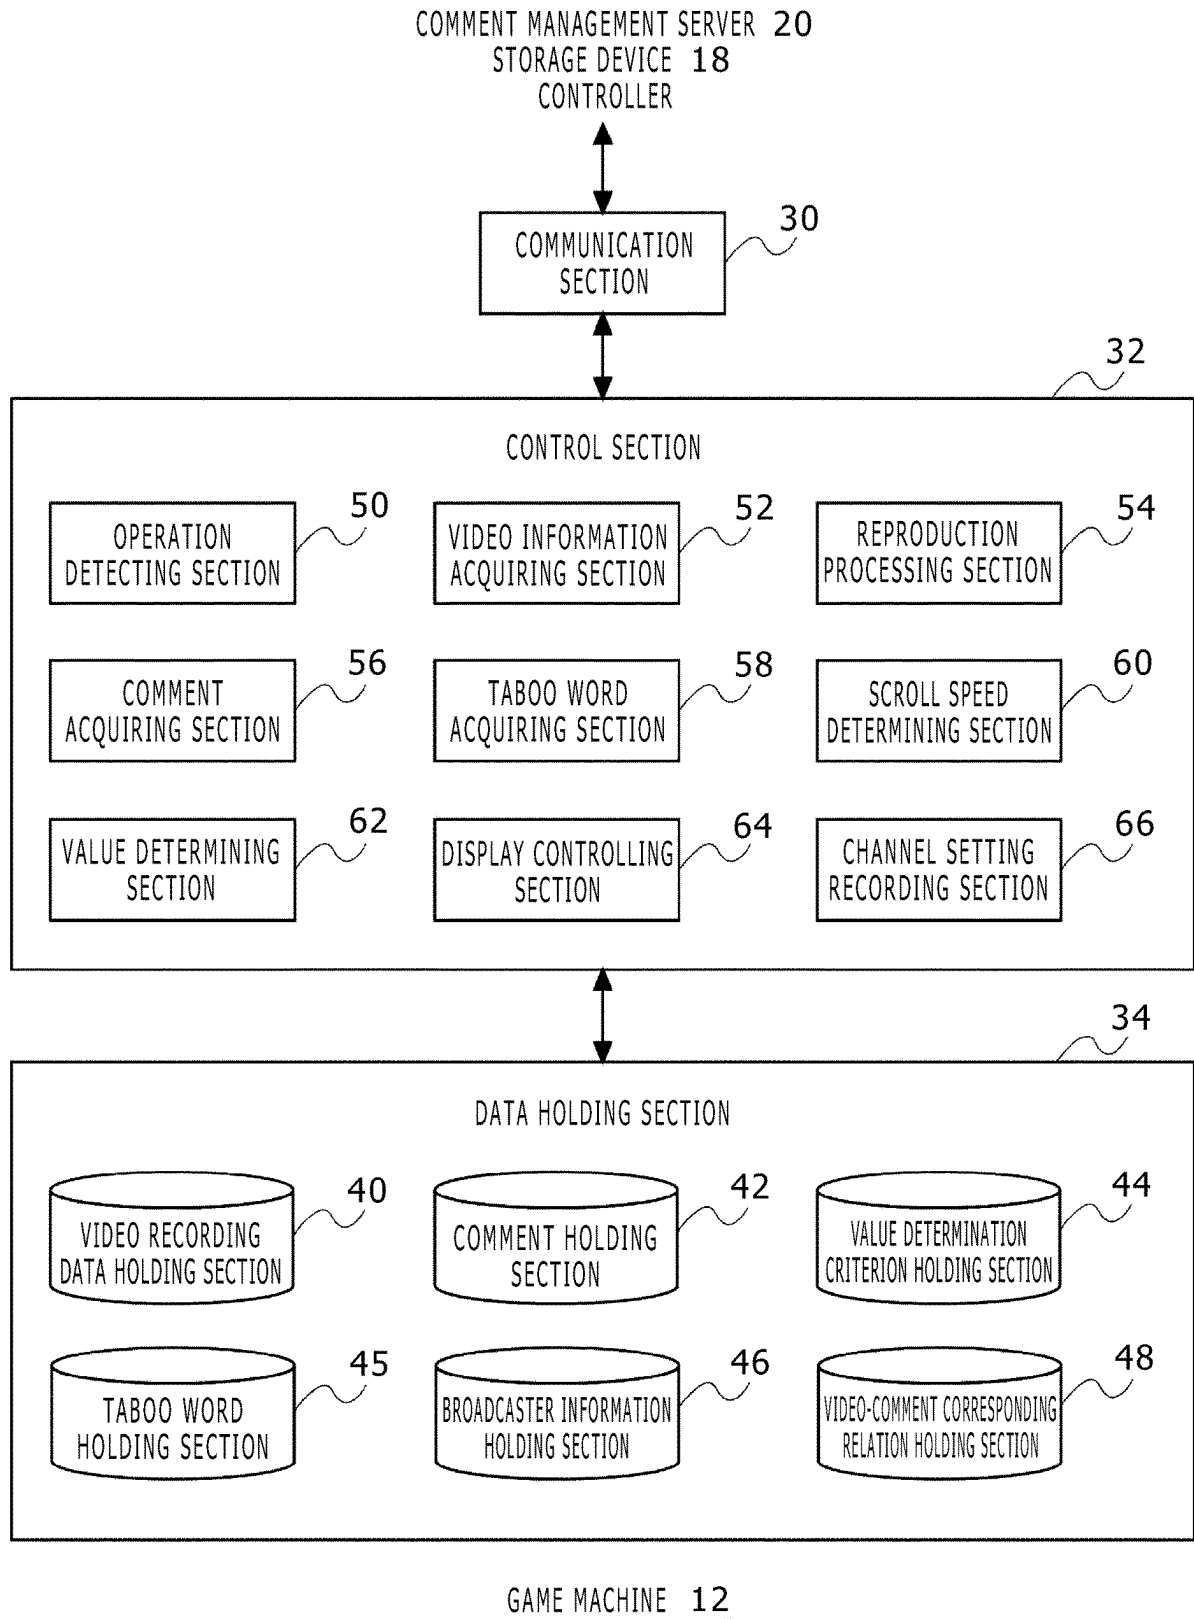 COMMENT MANAGEMENT SERVER 20
STORAGE DEVICE 18
CONTROLLER
30
COMMUNICATION
SECTION
32
CONTROL SECTION
50
OPERATION
DETECTING SECTION
52
VIDEO INFORMATION
ACQUIRING SECTION
54
REPRODUCTION
PROCESSING SECTION
56
COMMENT
ACQUIRING SECTION
58
TABOO WORD
ACQUIRING SECTION
60
SCROLL SPEED
DETERMINING SECTION
62
VALUE DETERMINING
SECTION
64
DISPLAY CONTROLLING
SECTION
66
CHANNEL SETTING
RECORDING SECTION
34
DATA HOLDING SECTION
40
VIDEO RECORDING
DATA HOLDING SECTION
42
COMMENT HOLDING
SECTION
44
VALUE DETERMINATION
CRITERION HOLDING SECTION
45
TABOO WORD
HOLDING SECTION
46
BROADCASTER INFORMATION
HOLDING SECTION
48
VIDEO-COMMENT CORRESPONDING
RELATION HOLDING SECTION
GAME MACHINE 12